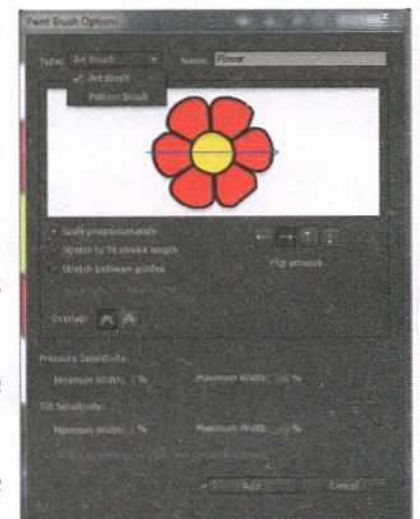 Paint Brush Options
Type: Art Brush Name: Flower
Art Brush
Pattern Brush
Scale proportionately
Stretch to fit stroke length
Stretch between guides
Flip artwork
Overlap:
Pressure Sensitivity:
Minimum Width: % Maximum Width: %
Tilt Sensitivity:
Minimum Width: % Maximum Width: %
Add Cancel